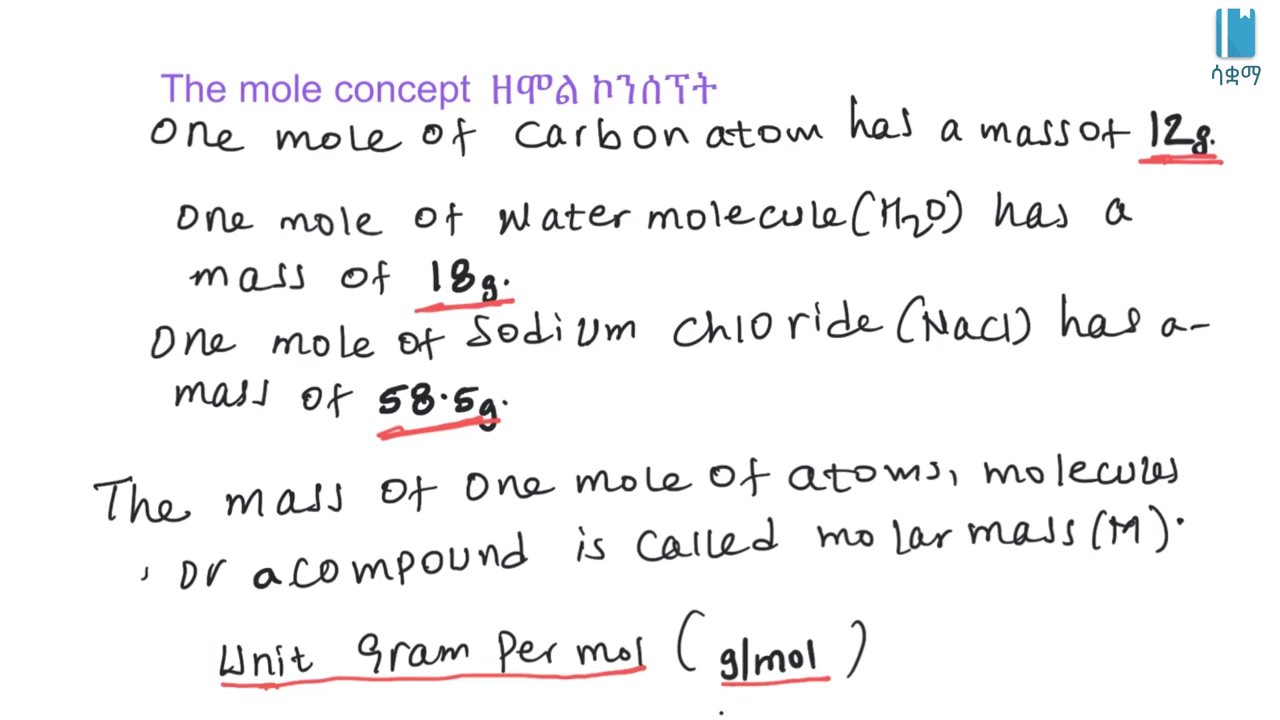 ሳቋማ
The mole concept ዘሞል ኮንሰፕት
One mole of carbon atom has a mass of 12g.
One mole of water molecule (H2O) has a
mass of 18g.
One mole of Sodium chloride (NaCl) has a-
mass of 58.5g.
The mass of one mole of atoms, molecules
, or a compound is called molar mass (M).
Unit gram per mol (g/mol)